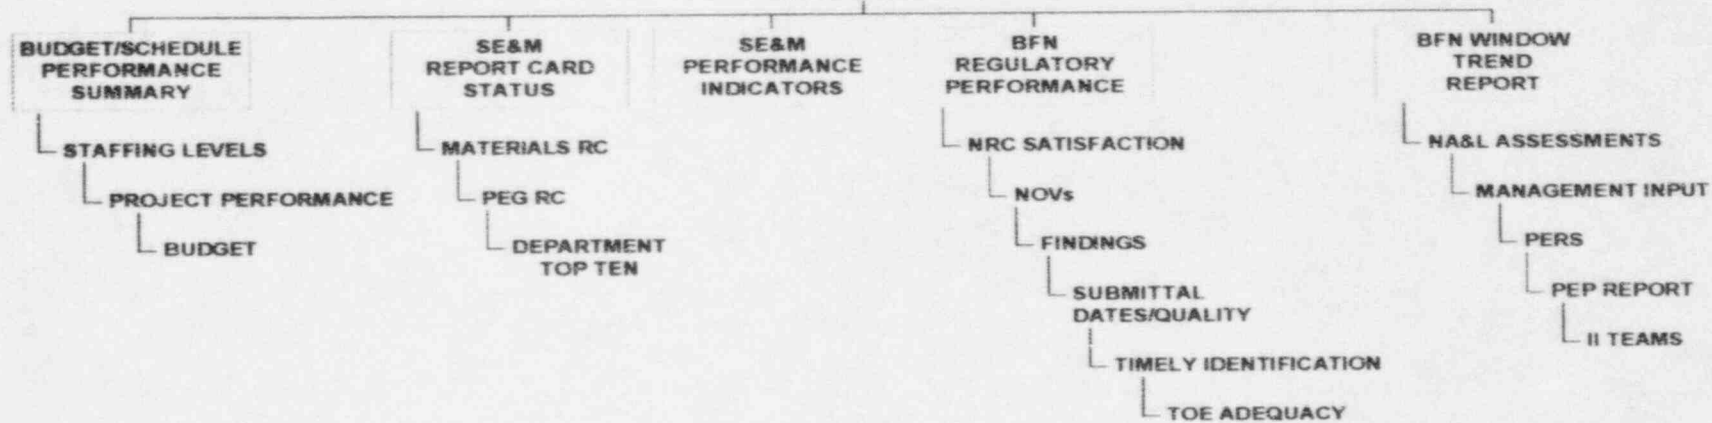 BUDGET/SCHEDULE
PERFORMANCE
SUMMARY
STAFFING LEVELS
PROJECT PERFORMANCE
BUDGET
SE&M
REPORT CARD
STATUS
MATERIALS RC
PEG RC
DEPARTMENT
TOP TEN
SE&M
PERFORMANCE
INDICATORS
BFN
REGULATORY
PERFORMANCE
NRC SATISFACTION
NOVs
FINDINGS
SUBMITTAL
DATES/QUALITY
TIMELY IDENTIFICATION
TOE ADEQUACY
BFN WINDOW
TREND
REPORT
NA&L ASSESSMENTS
MANAGEMENT INPUT
PERS
PEP REPORT
II TEAMS